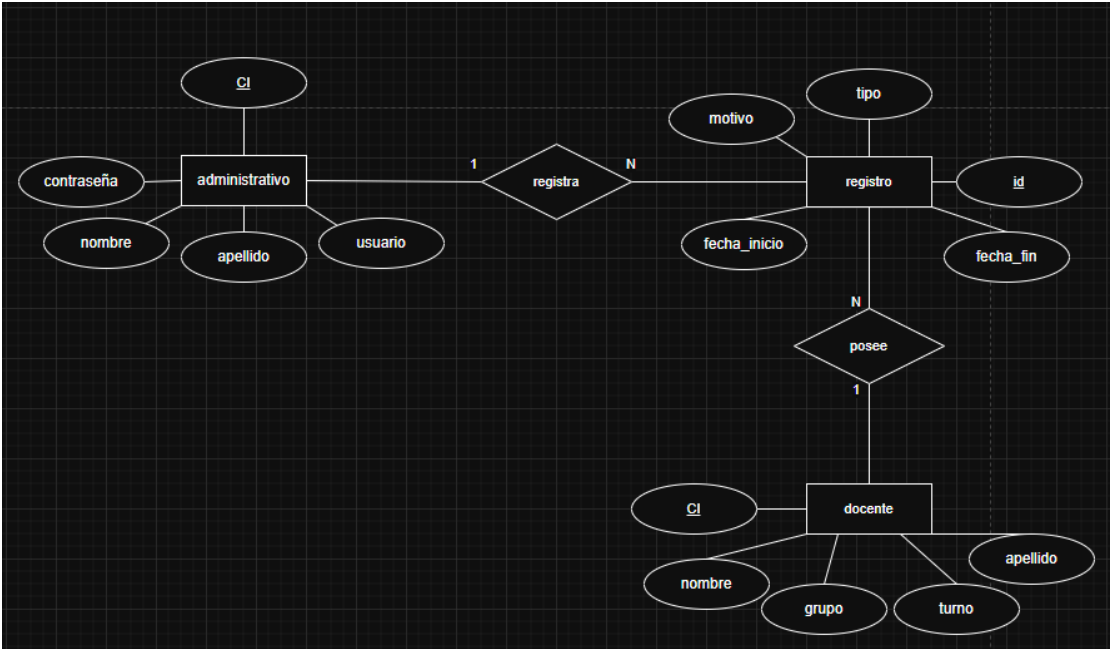 CI
contraseña
administrativo
nombre
apellido
usuario
1
registra
N
motivo
tipo
registro
id
fecha_inicio
fecha_fin
N
posee
1
CI
docente
nombre
grupo
turno
apellido